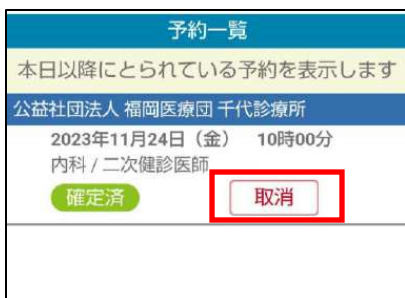 予約一覧
本日以降にとられている予約を表示します
公益社団法人 福岡医療団 千代診療所
2023年11月24日（金） 10時00分
内科 / 二次健診医師
確定済 取消